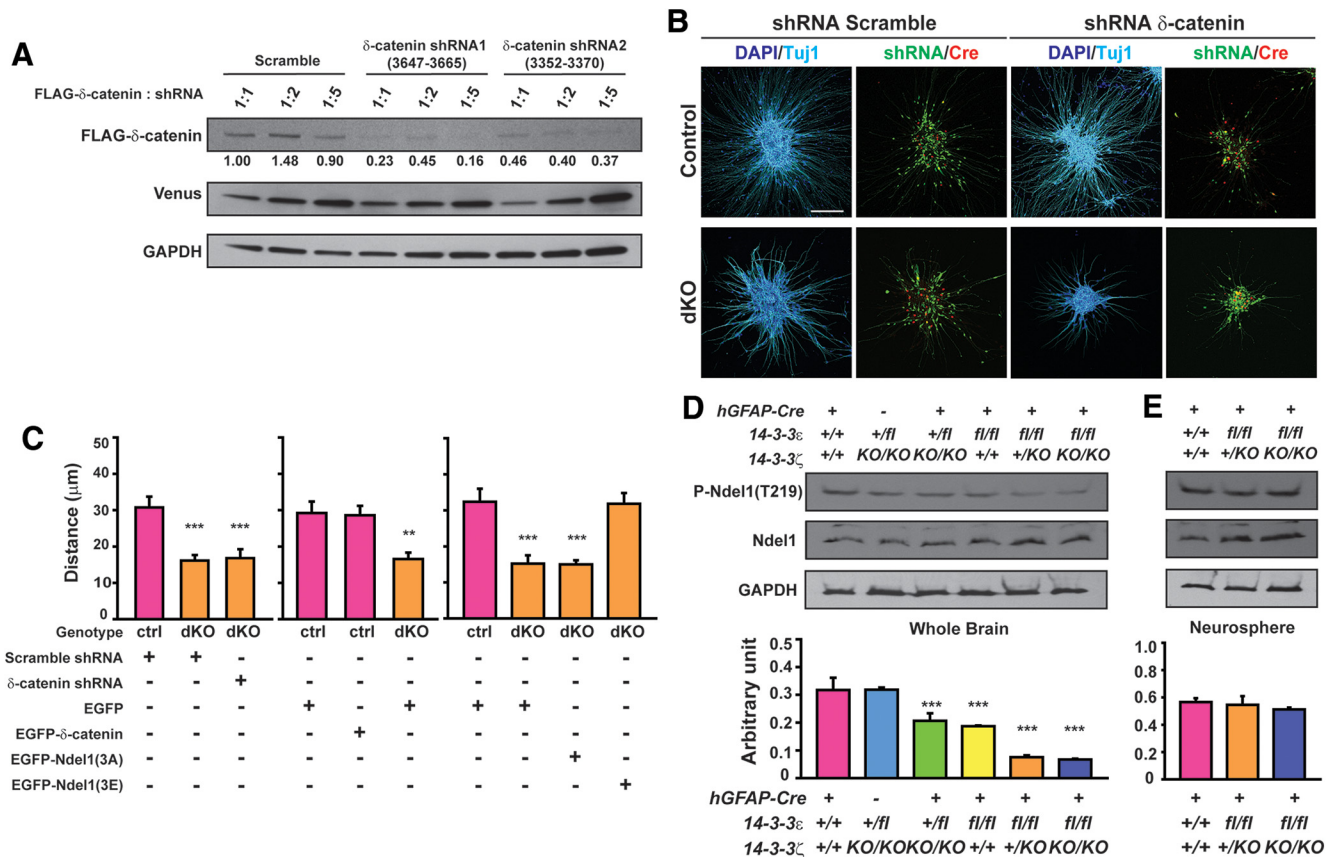 A
Scramble
δ-catenin shRNA1
(3647-3665)
δ-catenin shRNA2
(3352-3370)
FLAG-δ-catenin : shRNA 1:1 1:2 1:5 1:1 1:2 1:5 1:1 1:2 1:5
FLAG-δ-catenin
1.00 1.48 0.90 0.23 0.45 0.16 0.46 0.40 0.37
Venus
GAPDH
B
shRNA Scramble shRNA δ-catenin
DAPI/Tuj1 shRNA/Cre DAPI/Tuj1 shRNA/Cre
Control
dKO
C
Distance (μm)
50
40
30
20
10
0
*** *** ** *** ***
Genotype ctrl dKO dKO ctrl ctrl dKO ctrl dKO dKO dKO
Scramble shRNA + + - - - - - - - -
δ-catenin shRNA - - + - - - - - - -
EGFP - - - + - + + + - -
EGFP-δ-catenin - - - - + - - - - -
EGFP-Ndel1(3A) - - - - - - - - + -
EGFP-Ndel1(3E) - - - - - - - - - +
D
hGFAP-Cre + - + + + +
14-3-3ε +/+ +/fl +/fl fl/fl fl/fl fl/fl
14-3-3ζ +/+ KO/KO KO/KO +/+ +/KO KO/KO
P-Ndel1(T219)
Ndel1
GAPDH
Whole Brain
Arbitrary unit
0.5
0.4
0.3
0.2
0.1
0
*** *** *** ***
hGFAP-Cre + - + + + +
14-3-3ε +/+ +/fl +/fl fl/fl fl/fl fl/fl
14-3-3ζ +/+ KO/KO KO/KO +/+ +/KO KO/KO
E
+ + +
+/+ fl/fl fl/fl
+/+ +/KO KO/KO
Neurosphere
1.0
0.8
0.6
0.4
0.2
0
+ + +
+/+ fl/fl fl/fl
+/+ +/KO KO/KO